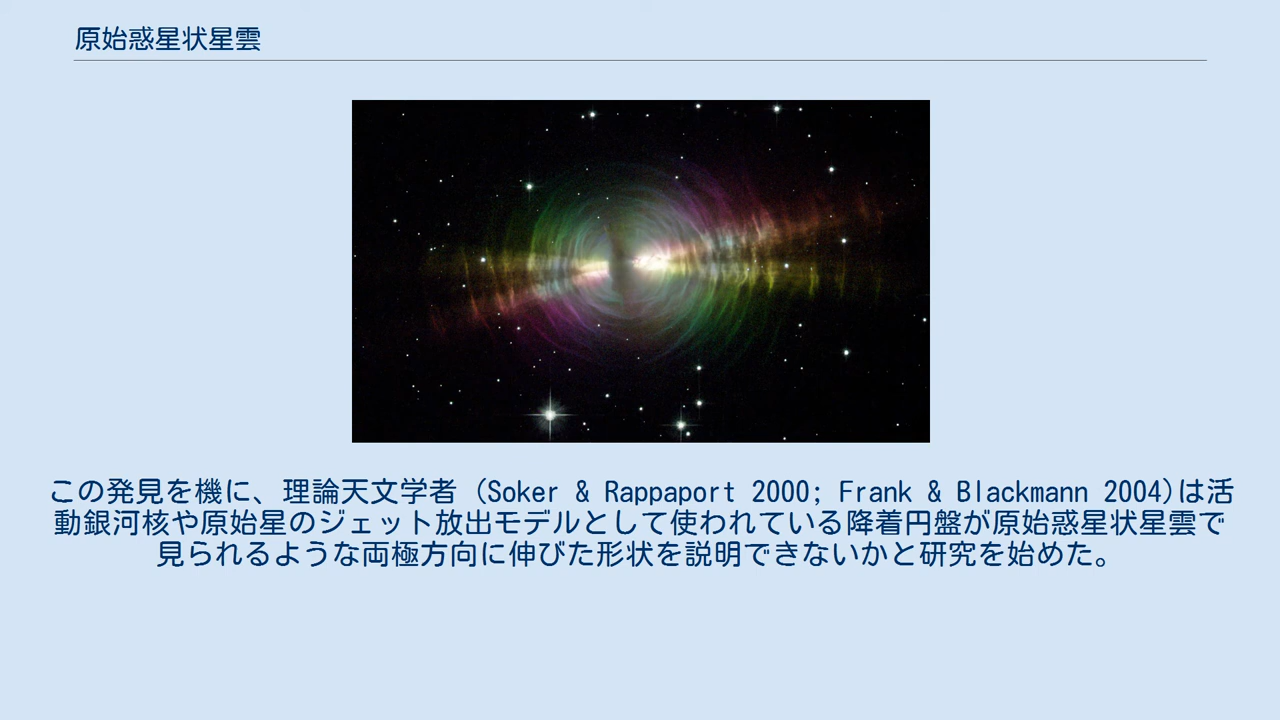 原始惑星状星雲
この発見を機に、理論天文学者 (Soker & Rappaport 2000; Frank & Blackmann 2004)は活
動銀河核や原始星のジェット放出モデルとして使われている降着円盤が原始惑星状星雲で
見られるような両極方向に伸びた形状を説明できないかと研究を始めた。